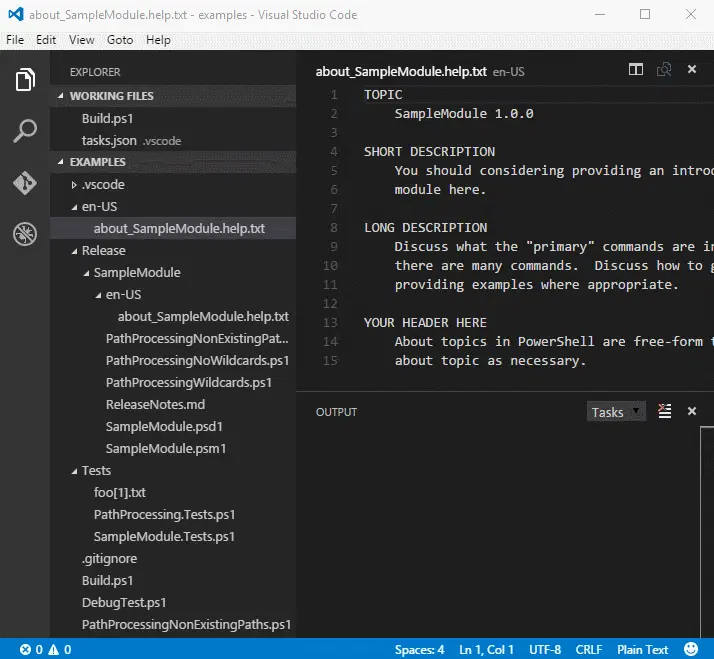 about_SampleModule.help.txt - examples - Visual Studio Code
File Edit View Goto Help
EXPLORER
WORKING FILES
Build.ps1
tasks.json .vscode
EXAMPLES
.vscode
en-US
about_SampleModule.help.txt
Release
SampleModule
en-US
about_SampleModule.help.txt
PathProcessingNonExistingPat...
PathProcessingNoWildcards.ps1
PathProcessingWildcards.ps1
ReleaseNotes.md
SampleModule.psd1
SampleModule.psm1
Tests
foo[1].txt
PathProcessing.Tests.ps1
SampleModule.Tests.ps1
.gitignore
Build.ps1
DebugTest.ps1
PathProcessingNonExistingPaths.ps1
about_SampleModule.help.txt en-US
1 TOPIC
2 SampleModule 1.0.0
3
4 SHORT DESCRIPTION
5 You should considering providing an introd
6 module here.
7
8 LONG DESCRIPTION
9 Discuss what the "primary" commands are in
10 there are many commands.  Discuss how to g
11 providing examples where appropriate.
12
13 YOUR HEADER HERE
14 About topics in PowerShell are free-form t
15 about topic as necessary.
OUTPUT
Tasks
0 0 Spaces: 4 Ln 1, Col 1 UTF-8 CRLF Plain Text